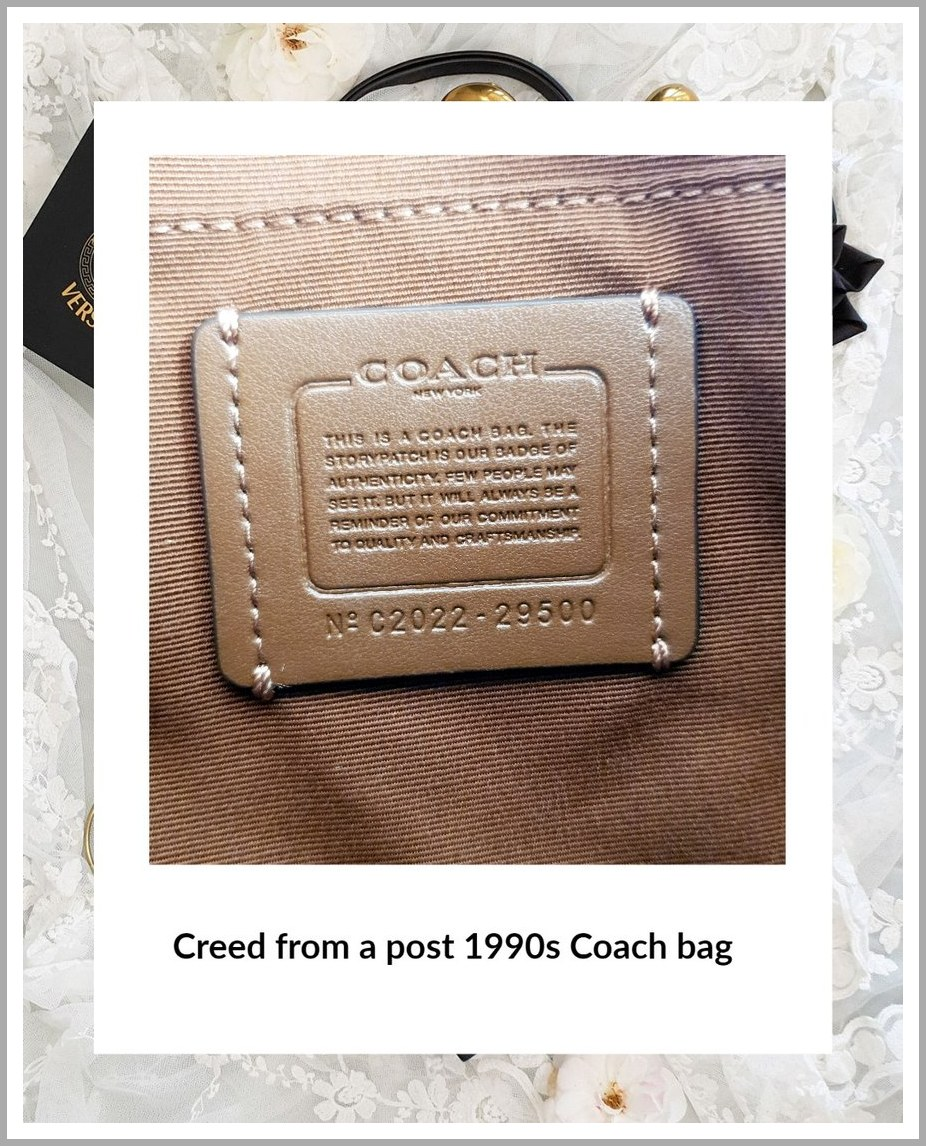 VERS
COACH
NEW YORK
THIS IS A COACH BAG. THE
STORYPATCH IS OUR BADGE OF
AUTHENTICITY. FEW PEOPLE MAY
SEE IT. BUT IT WILL ALWAYS BE A
REMINDER OF OUR COMMITMENT
TO QUALITY AND CRAFTSMANSHIP.
Nº C2022-29500
Creed from a post 1990s Coach bag